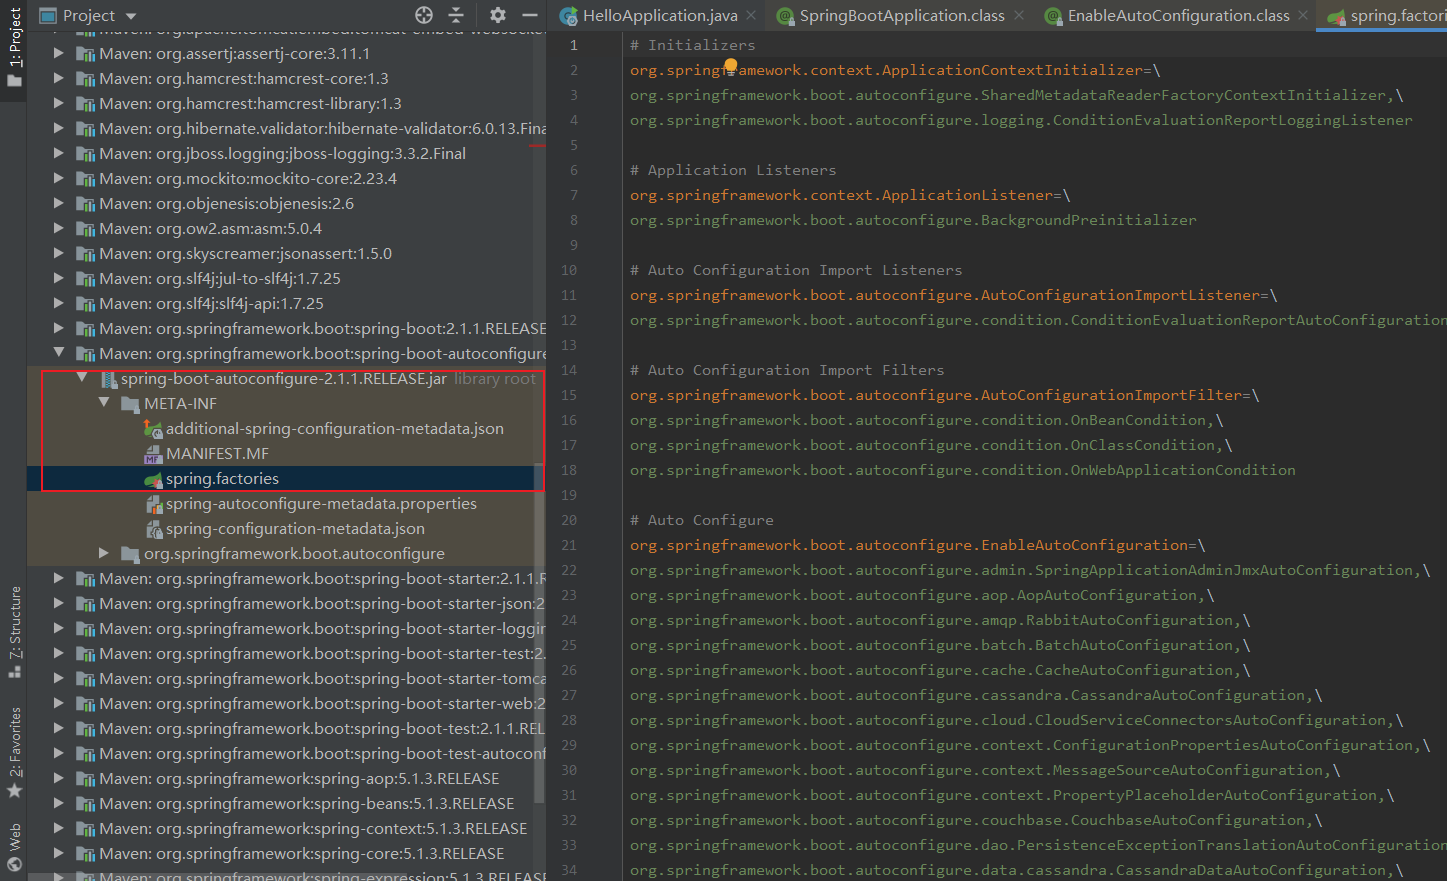 1: Project
7: Structure
2: Favorites
Web
Project
Maven: org.assertj:assertj-core:3.11.1
Maven: org.hamcrest:hamcrest-core:1.3
Maven: org.hamcrest:hamcrest-library:1.3
Maven: org.hibernate.validator:hibernate-validator:6.0.13.Fina
Maven: org.jboss.logging:jboss-logging:3.3.2.Final
Maven: org.mockito:mockito-core:2.23.4
Maven: org.objenesis:objenesis:2.6
Maven: org.ow2.asm:asm:5.0.4
Maven: org.skyscreamer:jsonassert:1.5.0
Maven: org.slf4j:jul-to-slf4j:1.7.25
Maven: org.slf4j:slf4j-api:1.7.25
Maven: org.springframework.boot:spring-boot:2.1.1.RELEASE
Maven: org.springframework.boot:spring-boot-autoconfigure
spring-boot-autoconfigure-2.1.1.RELEASE.jar library root
META-INF
additional-spring-configuration-metadata.json
MANIFEST.MF
spring.factories
spring-autoconfigure-metadata.properties
spring-configuration-metadata.json
org.springframework.boot.autoconfigure
Maven: org.springframework.boot:spring-boot-starter:2.1.1.R
Maven: org.springframework.boot:spring-boot-starter-json:2
Maven: org.springframework.boot:spring-boot-starter-loggin
Maven: org.springframework.boot:spring-boot-starter-test:2.
Maven: org.springframework.boot:spring-boot-starter-tomca
Maven: org.springframework.boot:spring-boot-starter-web:2
Maven: org.springframework.boot:spring-boot-test:2.1.1.REL
Maven: org.springframework.boot:spring-boot-test-autoconf
Maven: org.springframework:spring-aop:5.1.3.RELEASE
Maven: org.springframework:spring-beans:5.1.3.RELEASE
Maven: org.springframework:spring-context:5.1.3.RELEASE
Maven: org.springframework:spring-core:5.1.3.RELEASE
Maven: org.springframework:spring-expression:5.1.3.RELEASE
HelloApplication.java
SpringBootApplication.class
EnableAutoConfiguration.class
spring.factori
1 # Initializers
2 org.springframework.context.ApplicationContextInitializer=\
3 org.springframework.boot.autoconfigure.SharedMetadataReaderFactoryContextInitializer,\
4 org.springframework.boot.autoconfigure.logging.ConditionEvaluationReportLoggingListener
5
6 # Application Listeners
7 org.springframework.context.ApplicationListener=\
8 org.springframework.boot.autoconfigure.BackgroundPreinitializer
9
10 # Auto Configuration Import Listeners
11 org.springframework.boot.autoconfigure.AutoConfigurationImportListener=\
12 org.springframework.boot.autoconfigure.condition.ConditionEvaluationReportAutoConfiguration
13
14 # Auto Configuration Import Filters
15 org.springframework.boot.autoconfigure.AutoConfigurationImportFilter=\
16 org.springframework.boot.autoconfigure.condition.OnBeanCondition,\
17 org.springframework.boot.autoconfigure.condition.OnClassCondition,\
18 org.springframework.boot.autoconfigure.condition.OnWebApplicationCondition
19
20 # Auto Configure
21 org.springframework.boot.autoconfigure.EnableAutoConfiguration=\
22 org.springframework.boot.autoconfigure.admin.SpringApplicationAdminJmxAutoConfiguration,\
23 org.springframework.boot.autoconfigure.aop.AopAutoConfiguration,\
24 org.springframework.boot.autoconfigure.amqp.RabbitAutoConfiguration,\
25 org.springframework.boot.autoconfigure.batch.BatchAutoConfiguration,\
26 org.springframework.boot.autoconfigure.cache.CacheAutoConfiguration,\
27 org.springframework.boot.autoconfigure.cassandra.CassandraAutoConfiguration,\
28 org.springframework.boot.autoconfigure.cloud.CloudServiceConnectorsAutoConfiguration,\
29 org.springframework.boot.autoconfigure.context.ConfigurationPropertiesAutoConfiguration,\
30 org.springframework.boot.autoconfigure.context.MessageSourceAutoConfiguration,\
31 org.springframework.boot.autoconfigure.context.PropertyPlaceholderAutoConfiguration,\
32 org.springframework.boot.autoconfigure.couchbase.CouchbaseAutoConfiguration,\
33 org.springframework.boot.autoconfigure.dao.PersistenceExceptionTranslationAutoConfiguration
34 org.springframework.boot.autoconfigure.data.cassandra.CassandraDataAutoConfiguration,\